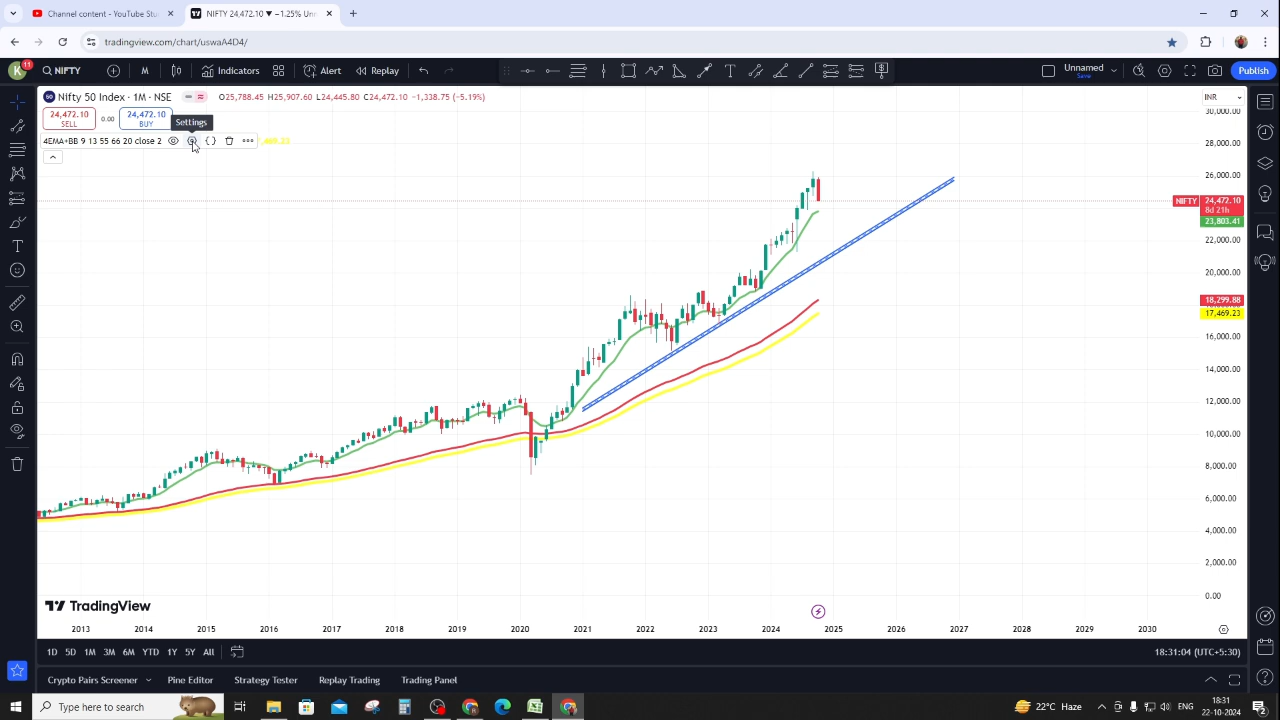 Channel content - YouTube Stu
NIFTY 24,472.10 ▼ −1.25% Un
tradingview.com/chart/uswaA4D4/
K 11
NIFTY
M
Indicators
Alert
Replay
Unnamed
Save
Publish
Nifty 50 Index · 1M · NSE
O25,788.45 H25,907.60 L24,445.80 C24,472.10 −1,338.75 (−5.19%)
INR
24,472.10
SELL
0.00
24,472.10
BUY
Settings
4EMA+BB 9 13 55 66 20 close 2
30,000.00
28,000.00
26,000.00
NIFTY 24,472.10
8d 21h
23,803.41
22,000.00
20,000.00
18,299.88
17,469.23
16,000.00
14,000.00
12,000.00
10,000.00
8,000.00
6,000.00
4,000.00
2,000.00
0.00
TradingView
2013 2014 2015 2016 2017 2018 2019 2020 2021 2022 2023 2024 2025 2026 2027 2028 2029 2030
1D 5D 1M 3M 6M YTD 1Y 5Y All
18:31:04 (UTC+5:30)
Crypto Pairs Screener Pine Editor Strategy Tester Replay Trading Trading Panel
Type here to search
22°C Haze
ENG
18:31
22-10-2024
2